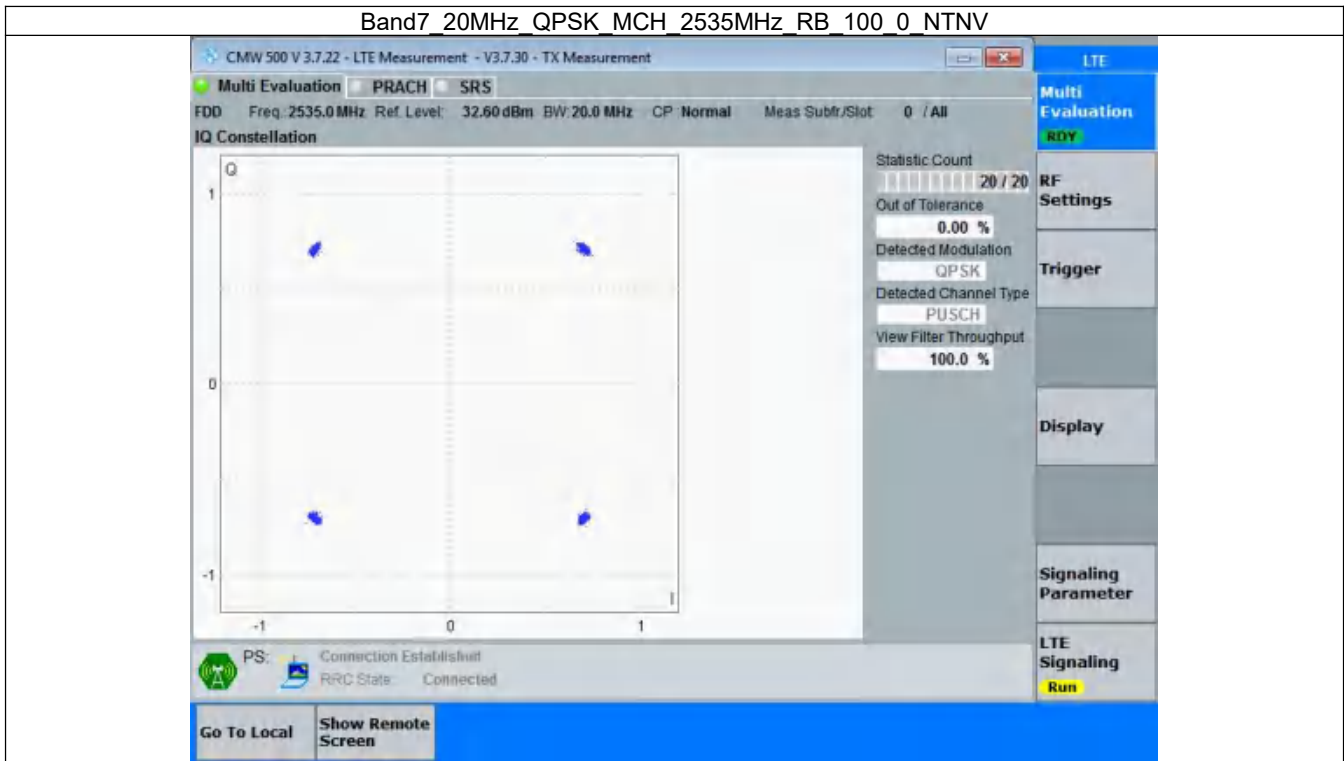 Band7_20MHz_QPSK_MCH_2535MHz_RB_100_0_NTNV
CMW 500 V 3.7.22 - LTE Measurement - V3.7.30 - TX Measurement
LTE
Multi Evaluation PRACH SRS
Multi
Evaluation
RDY
FDD Freq.:2535.0 MHz Ref. Level: 32.60 dBm BW:20.0 MHz CP:Normal Meas Subfr./Slot: 0 / All
IQ Constellation
Q
1
0
-1
I
-1 0 1
Statistic Count
20 / 20
Out of Tolerance
0.00 %
Detected Modulation
QPSK
Detected Channel Type
PUSCH
View Filter Throughput
100.0 %
RF
Settings
Trigger
Display
Signaling
Parameter
LTE
Signaling
Run
PS: Connection Established
RRC State: Connected
Go To Local
Show Remote
Screen